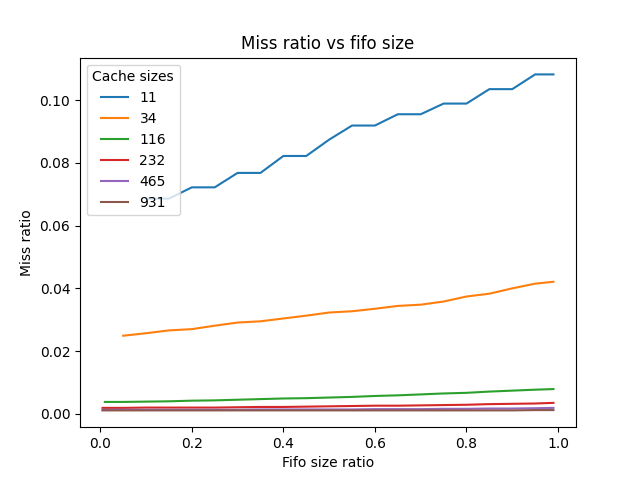 Miss ratio vs fifo size
Cache sizes
11
34
116
232
465
931
0.10
0.08
0.06
0.04
0.02
0.00
Miss ratio
0.0 0.2 0.4 0.6 0.8 1.0
Fifo size ratio